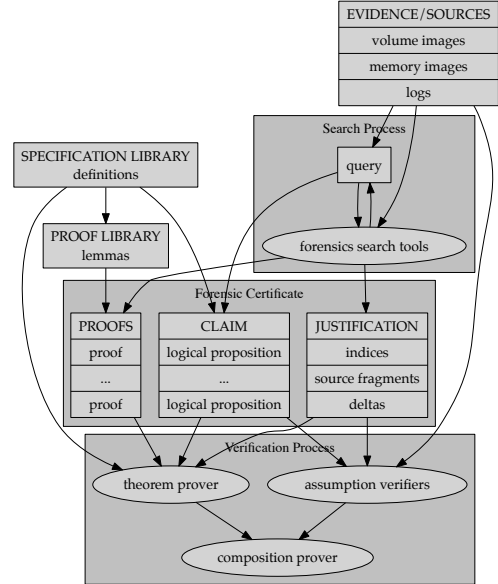 EVIDENCE/SOURCES
volume images
memory images
logs
Search Process
query
SPECIFICATION LIBRARY
definitions
PROOF LIBRARY
lemmas
forensics search tools
Forensic Certificate
PROOFS
proof
...
proof
CLAIM
logical proposition
...
logical proposition
JUSTIFICATION
indices
source fragments
deltas
Verification Process
theorem prover
assumption verifiers
composition prover